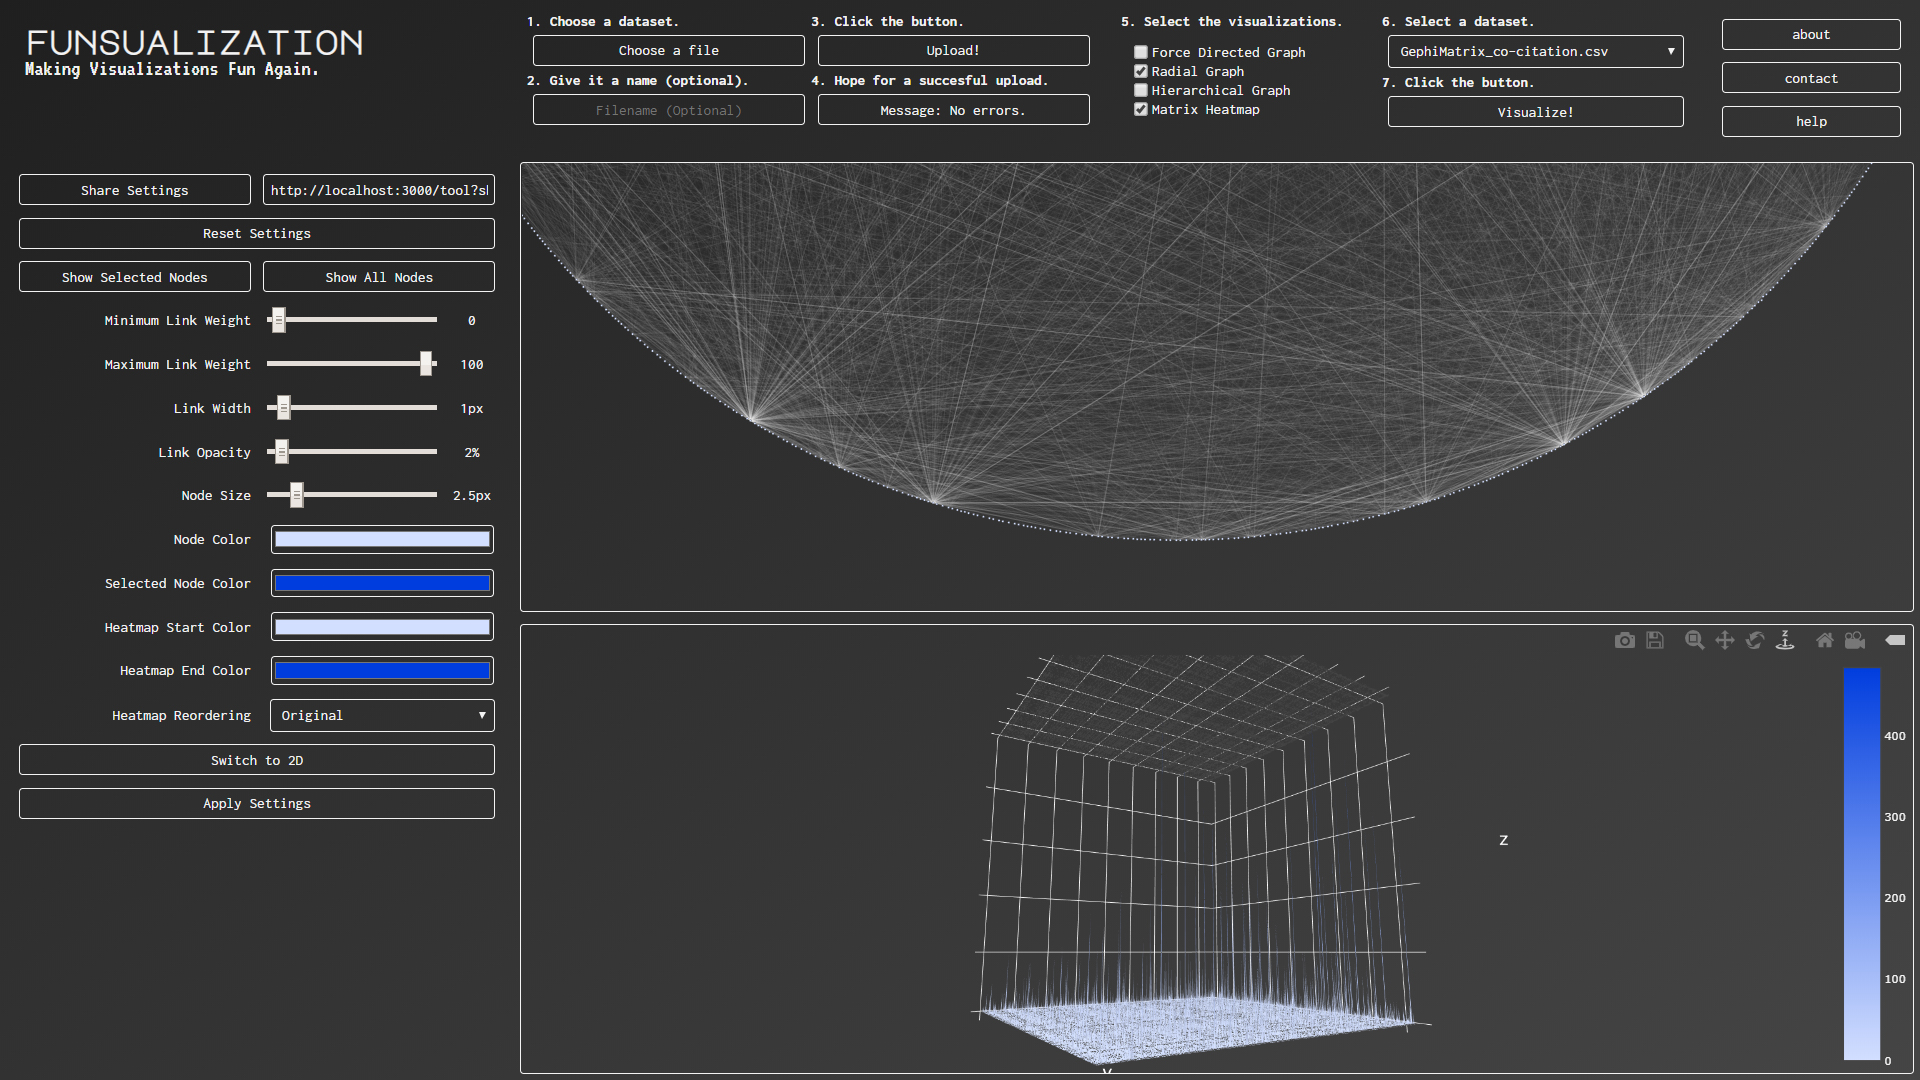 FUNSUALIZATION
Making Visualizations Fun Again.
1. Choose a dataset.
Choose a file
2. Give it a name (optional).
Filename (Optional)
3. Click the button.
Upload!
4. Hope for a succesful upload.
Message: No errors.
5. Select the visualizations.
Force Directed Graph
Radial Graph
Hierarchical Graph
Matrix Heatmap
6. Select a dataset.
GephiMatrix_co-citation.csv
7. Click the button.
Visualize!
about
contact
help
Share Settings
http://localhost:3000/tool?s
Reset Settings
Show Selected Nodes
Show All Nodes
Minimum Link Weight 0
Maximum Link Weight 100
Link Width 1px
Link Opacity 2%
Node Size 2.5px
Node Color
Selected Node Color
Heatmap Start Color
Heatmap End Color
Heatmap Reordering Original
Switch to 2D
Apply Settings
z
z
400
300
200
100
0